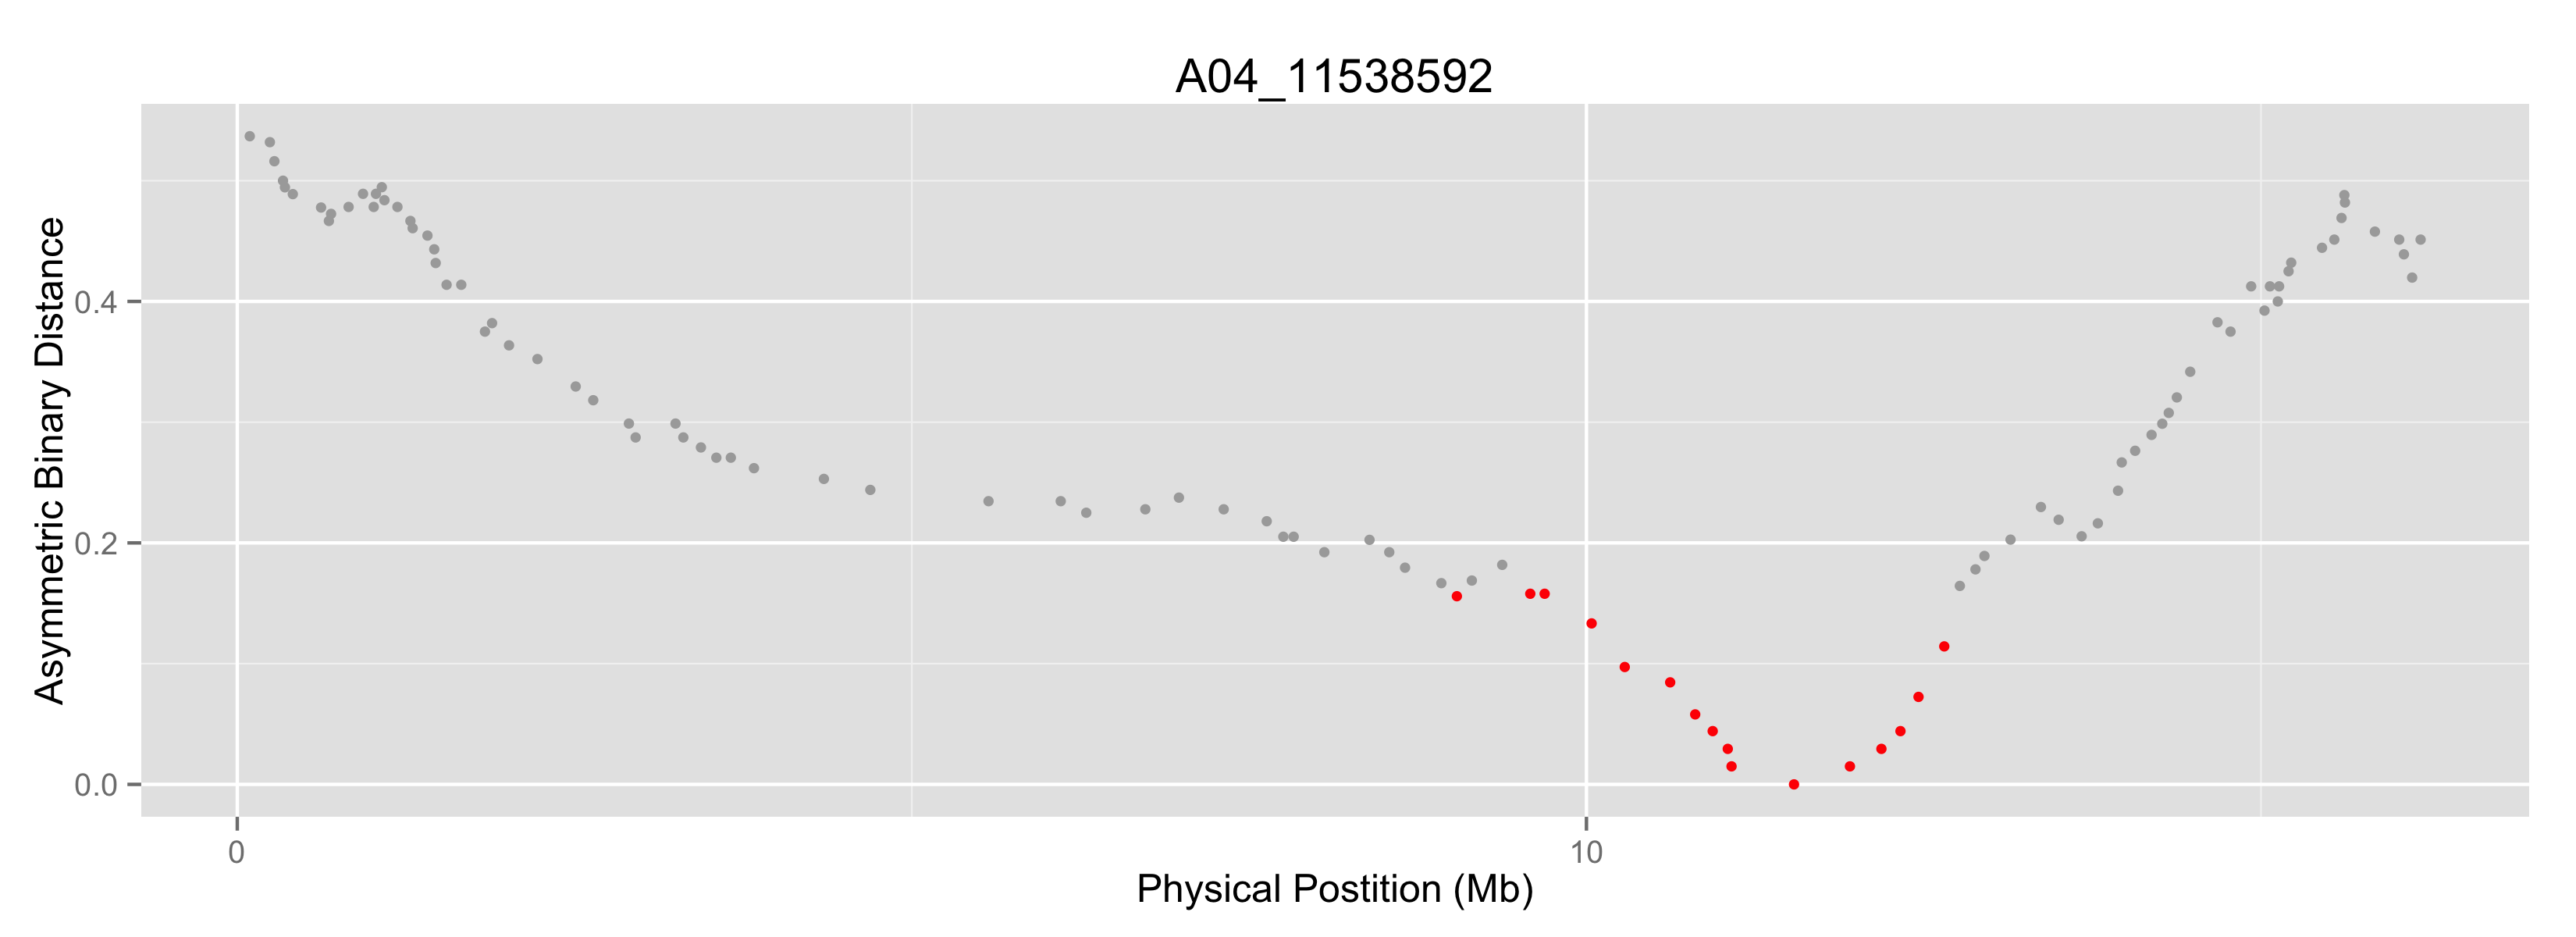 A04_11538592
Asymmetric Binary Distance
0.4
0.2
0.0
0
10
Physical Postition (Mb)